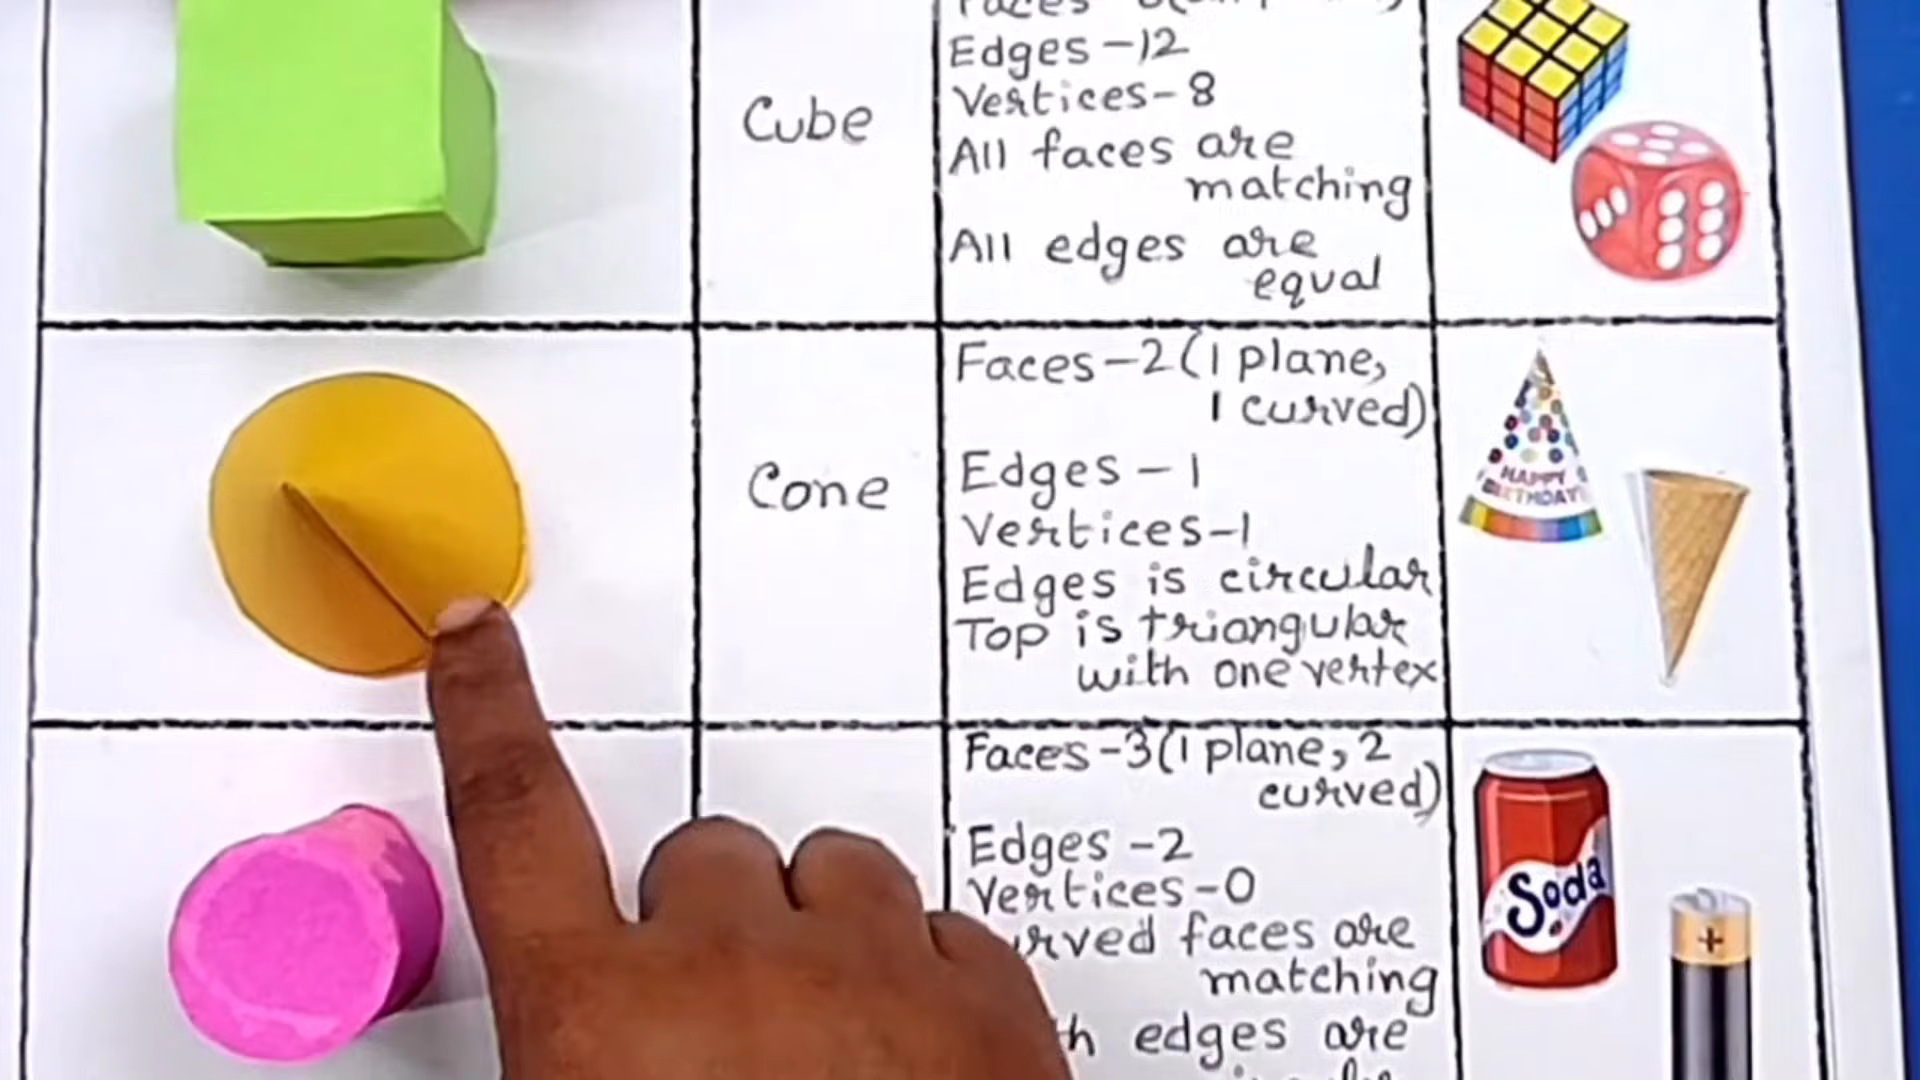 Edges -12
Vertices- 8
Cube
All faces are
matching
All edges are
equal
Faces-2(1 plane,
1 curved)
Cone
Edges - 1
Vertices-1
Edges is circular
Top is triangular
with one vertex
HAPPY
BIRTHDAY
Faces -3(1 plane, 2
curved)
Edges -2
Vertices -0
faces are
matching
edges are
Soda
+